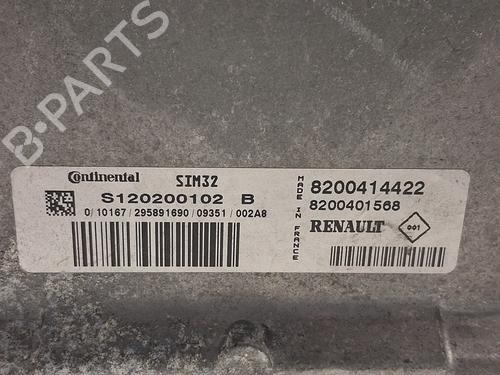 B-PARTS
Continental SIM32
S120200102 B
0/10167/295891690/09351/002A8
MADE IN FRANCE
8200414422
8200401568
RENAULT 001